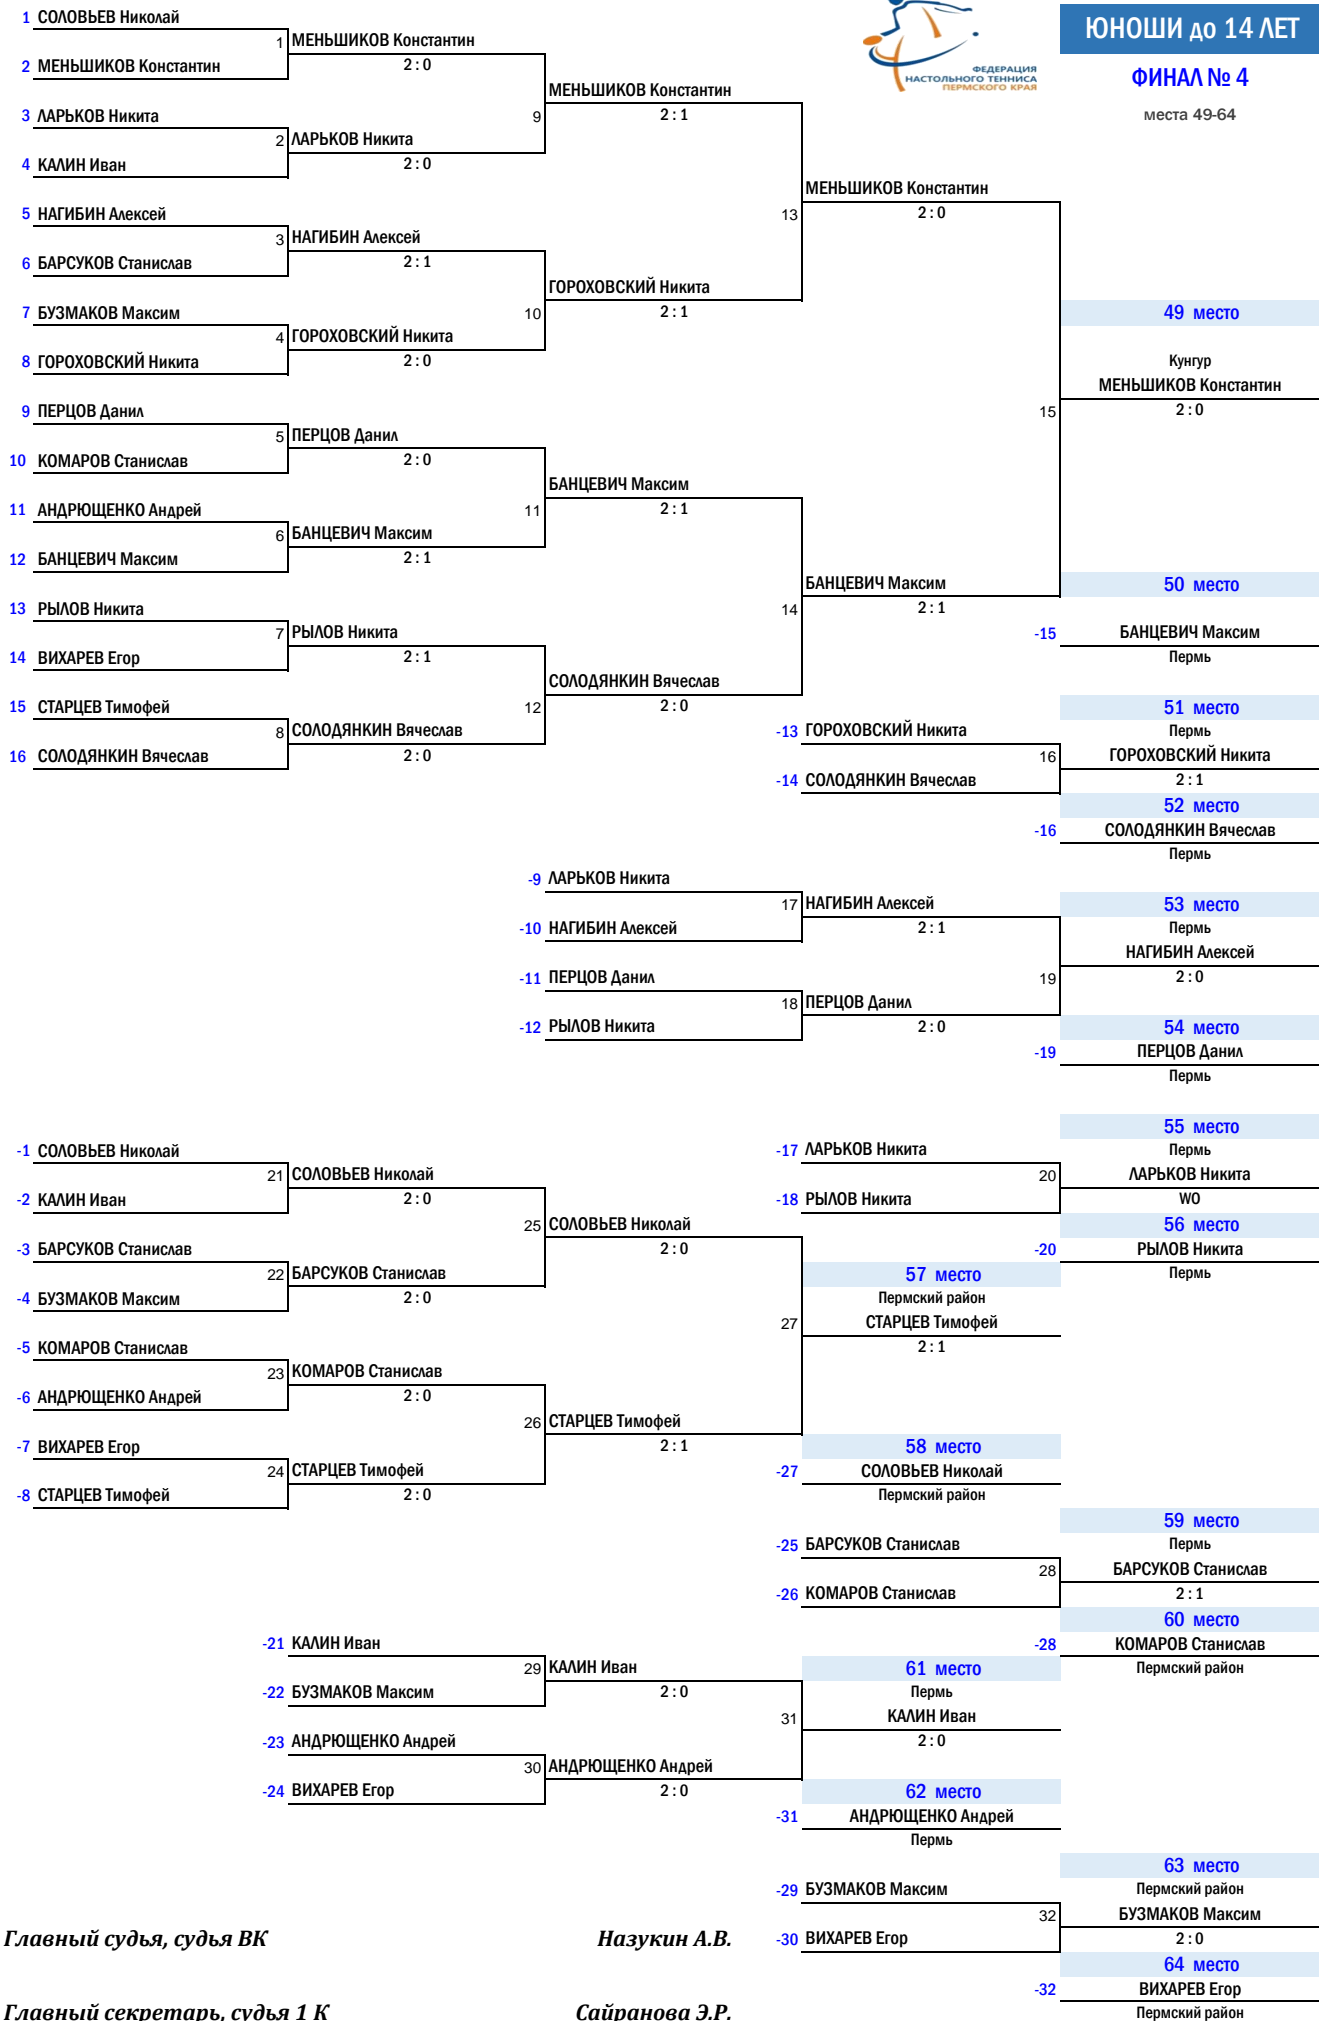 1 СОЛОВЬЕВ Николай
ЮНОШИ до 14 ЛЕТ
1 МЕНЬШИКОВ Константин
2 МЕНЬШИКОВ Константин
2 : 0
ФЕДЕРАЦИЯ
НАСТОЛЬНОГО ТЕННИСА
ПЕРМСКОГО КРАЯ
ФИНАЛ № 4
МЕНЬШИКОВ Константин
3 ЛАРЬКОВ Никита
9
2 : 1
места 49-64
2 ЛАРЬКОВ Никита
4 КАЛИН Иван
2 : 0
МЕНЬШИКОВ Константин
5 НАГИБИН Алексей
13
2 : 0
3 НАГИБИН Алексей
6 БАРСУКОВ Станислав
2 : 1
ГОРОХОВСКИЙ Никита
7 БУЗМАКОВ Максим
10
2 : 1
49 место
4 ГОРОХОВСКИЙ Никита
8 ГОРОХОВСКИЙ Никита
2 : 0
Кунгур
МЕНЬШИКОВ Константин
9 ПЕРЦОВ Данил
15
2 : 0
5 ПЕРЦОВ Данил
10 КОМАРОВ Станислав
2 : 0
БАНЦЕВИЧ Максим
11 АНДРЮЩЕНКО Андрей
11
2 : 1
6 БАНЦЕВИЧ Максим
12 БАНЦЕВИЧ Максим
2 : 1
БАНЦЕВИЧ Максим
50 место
13 РЫЛОВ Никита
14
2 : 1
7 РЫЛОВ Никита
-15 БАНЦЕВИЧ Максим
14 ВИХАРЕВ Егор
2 : 1
Пермь
СОЛОДЯНКИН Вячеслав
15 СТАРЦЕВ Тимофей
12
2 : 0
51 место
8 СОЛОДЯНКИН Вячеслав
-13 ГОРОХОВСКИЙ Никита
Пермь
16 СОЛОДЯНКИН Вячеслав
2 : 0
16
ГОРОХОВСКИЙ Никита
-14 СОЛОДЯНКИН Вячеслав
2 : 1
52 место
-16 СОЛОДЯНКИН Вячеслав
Пермь
-9 ЛАРЬКОВ Никита
17 НАГИБИН Алексей
53 место
-10 НАГИБИН Алексей
2 : 1
Пермь
НАГИБИН Алексей
-11 ПЕРЦОВ Данил
19
2 : 0
18 ПЕРЦОВ Данил
-12 РЫЛОВ Никита
2 : 0
54 место
-19 ПЕРЦОВ Данил
Пермь
55 место
-1 СОЛОВЬЕВ Николай
-17 ЛАРЬКОВ Никита
Пермь
21 СОЛОВЬЕВ Николай
20
ЛАРЬКОВ Никита
-2 КАЛИН Иван
2 : 0
-18 РЫЛОВ Никита
WO
25 СОЛОВЬЕВ Николай
56 место
-3 БАРСУКОВ Станислав
2 : 0
-20 РЫЛОВ Никита
22 БАРСУКОВ Станислав
57 место
Пермь
-4 БУЗМАКОВ Максим
2 : 0
Пермский район
27
СТАРЦЕВ Тимофей
-5 КОМАРОВ Станислав
2 : 1
23 КОМАРОВ Станислав
-6 АНДРЮЩЕНКО Андрей
2 : 0
26 СТАРЦЕВ Тимофей
-7 ВИХАРЕВ Егор
2 : 1
58 место
24 СТАРЦЕВ Тимофей
-27 СОЛОВЬЕВ Николай
-8 СТАРЦЕВ Тимофей
2 : 0
Пермский район
59 место
-25 БАРСУКОВ Станислав
Пермь
28
БАРСУКОВ Станислав
-26 КОМАРОВ Станислав
2 : 1
60 место
-21 КАЛИН Иван
-28 КОМАРОВ Станислав
29 КАЛИН Иван
61 место
Пермский район
-22 БУЗМАКОВ Максим
2 : 0
Пермь
31
КАЛИН Иван
-23 АНДРЮЩЕНКО Андрей
2 : 0
30 АНДРЮЩЕНКО Андрей
-24 ВИХАРЕВ Егор
2 : 0
62 место
-31 АНДРЮЩЕНКО Андрей
Пермь
63 место
-29 БУЗМАКОВ Максим
Пермский район
32
БУЗМАКОВ Максим
Главный судья, судья ВК
Назукин А.В.
-30 ВИХАРЕВ Егор
2 : 0
64 место
-32 ВИХАРЕВ Егор
Главный секретарь, судья 1 К
Сайранова Э.Р.
Пермский район